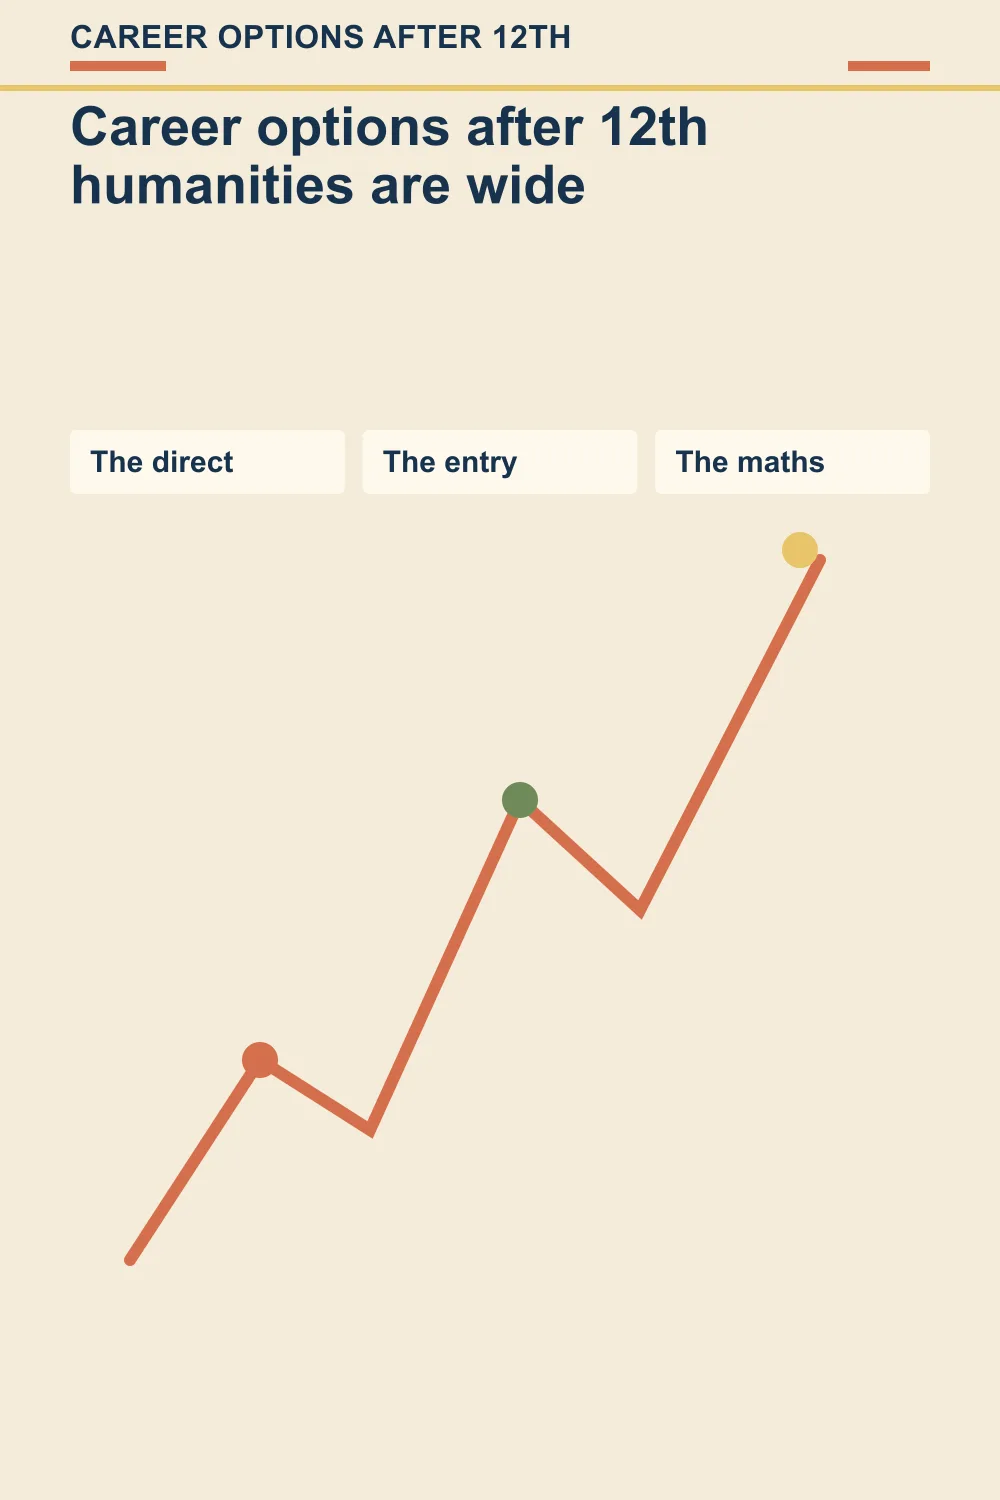 CAREER OPTIONS AFTER 12TH
Career options after 12th
humanities are wide
The direct
The entry
The maths